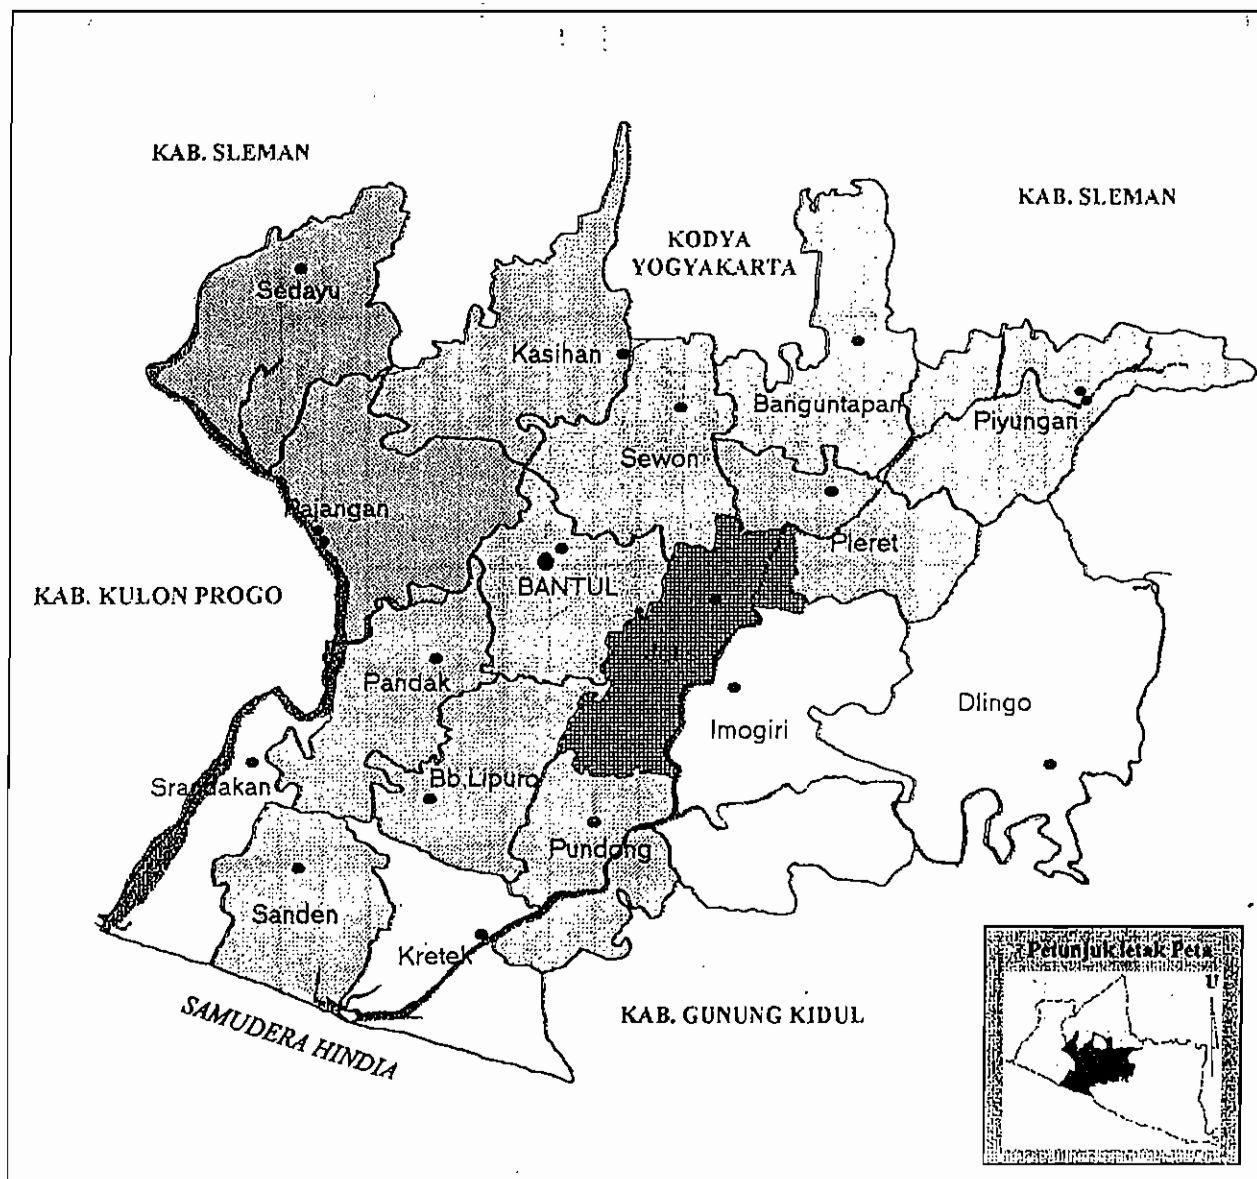 KAB. SLEMAN
KAB. SLEMAN
KODYA
YOGYAKARTA
Sedayu
Kasihan
Banguntapan
Piyungan
Sewon
Pajangan
Pleret
BANTUL
KAB. KULON PROGO
Pandak
Imogiri
Dlingo
Srandakan
Bb,Lipuro
Pundong
Sanden
Kretek
SAMUDERA HINDIA
KAB. GUNUNG KIDUL
Petunjuk letak Peta
U